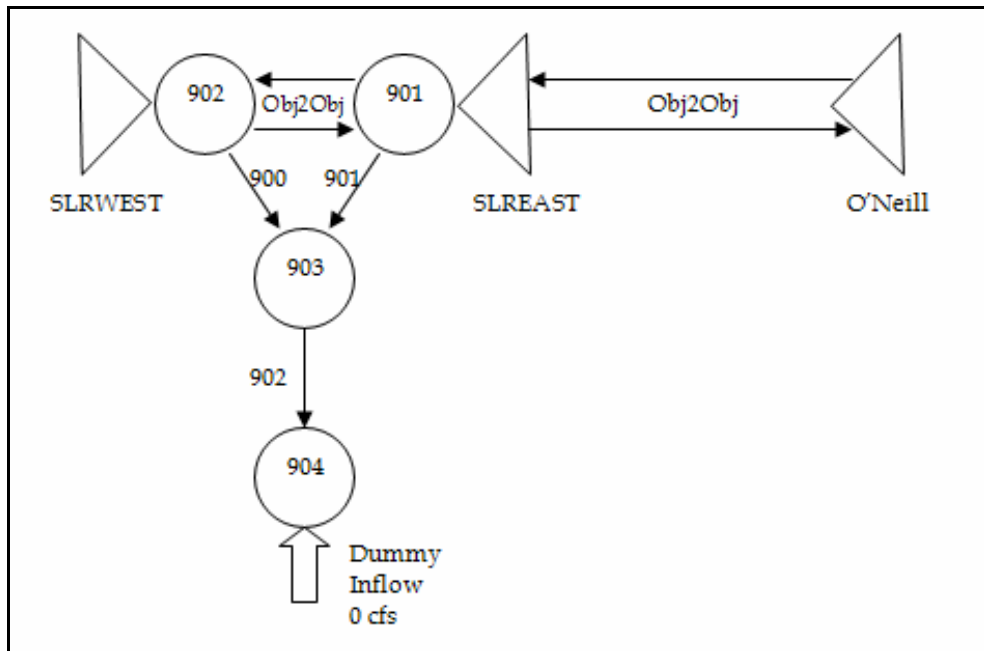 902
Obj2Obj
901
Obj2Obj
SLRWEST
900
901
SLREAST
O'Neill
903
902
904
Dummy
Inflow
0 cfs